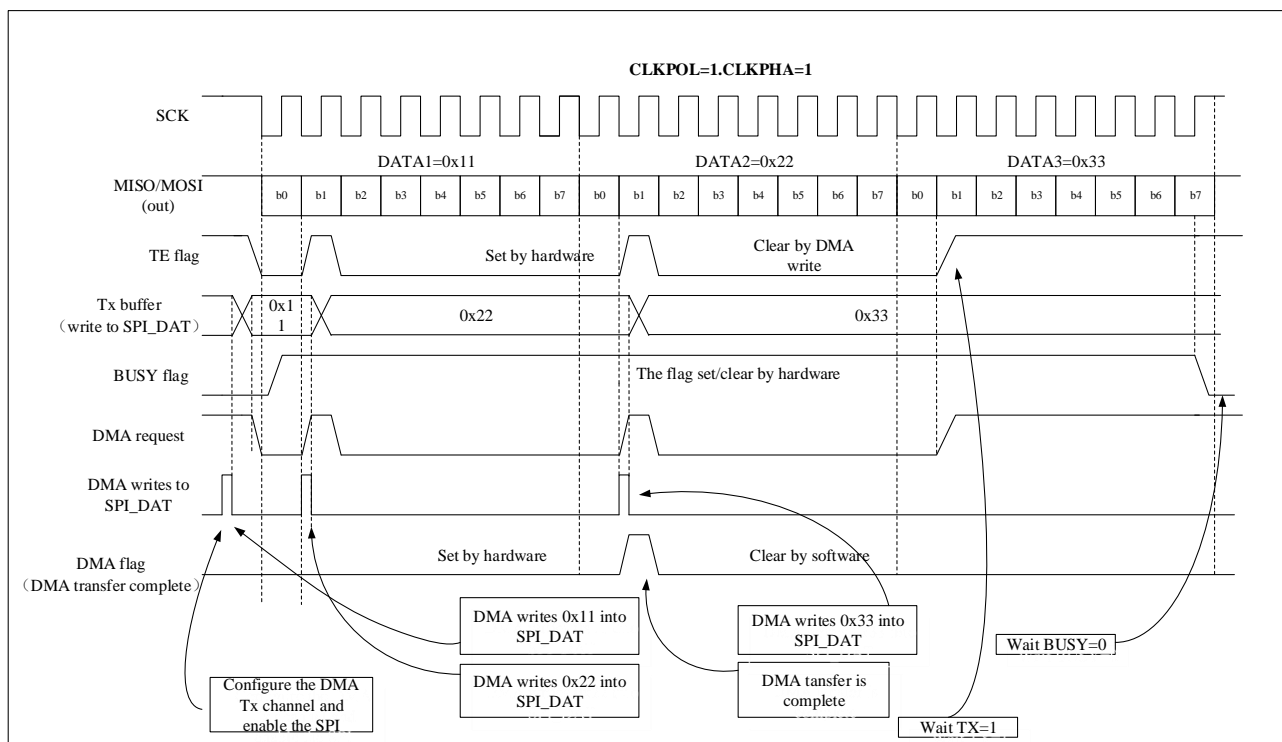 CLKPOL=1.CLKPHA=1
SCK
DATA1=0x11
DATA2=0x22
DATA3=0x33
MISO/MOSI
(out)
b0 b1 b2 b3 b4 b5 b6 b7 b0 b1 b2 b3 b4 b5 b6 b7 b0 b1 b2 b3 b4 b5 b6 b7
TE flag
Set by hardware
Clear by DMA
write
Tx buffer
（write to SPI_DAT）
0x1
1
0x22
0x33
BUSY flag
The flag set/clear by hardware
DMA request
DMA writes to
SPI_DAT
DMA flag
（DMA transfer complete）
Set by hardware
Clear by software
DMA writes 0x11 into
SPI_DAT
DMA writes 0x33 into
SPI_DAT
Wait BUSY=0
Configure the DMA
Tx channel and
enable the SPI
DMA writes 0x22 into
SPI_DAT
DMA tansfer is
complete
Wait TX=1